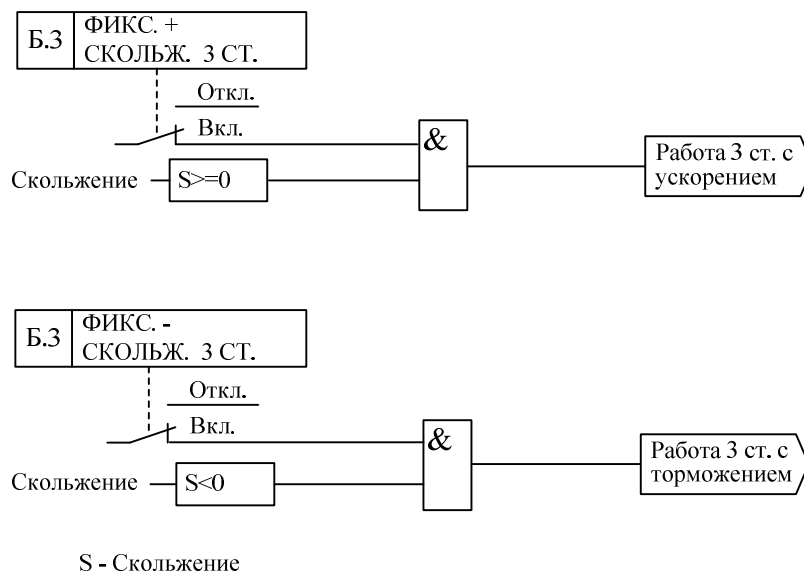 Б.3
ФИКС. +
СКОЛЬЖ. 3 СТ.
Откл.
Вкл.
&
Скольжение
S>=0
Работа 3 ст. с
ускорением
Б.3
ФИКС. -
СКОЛЬЖ. 3 СТ.
Откл.
Вкл.
&
Скольжение
S<0
Работа 3 ст. с
торможением
S - Скольжение